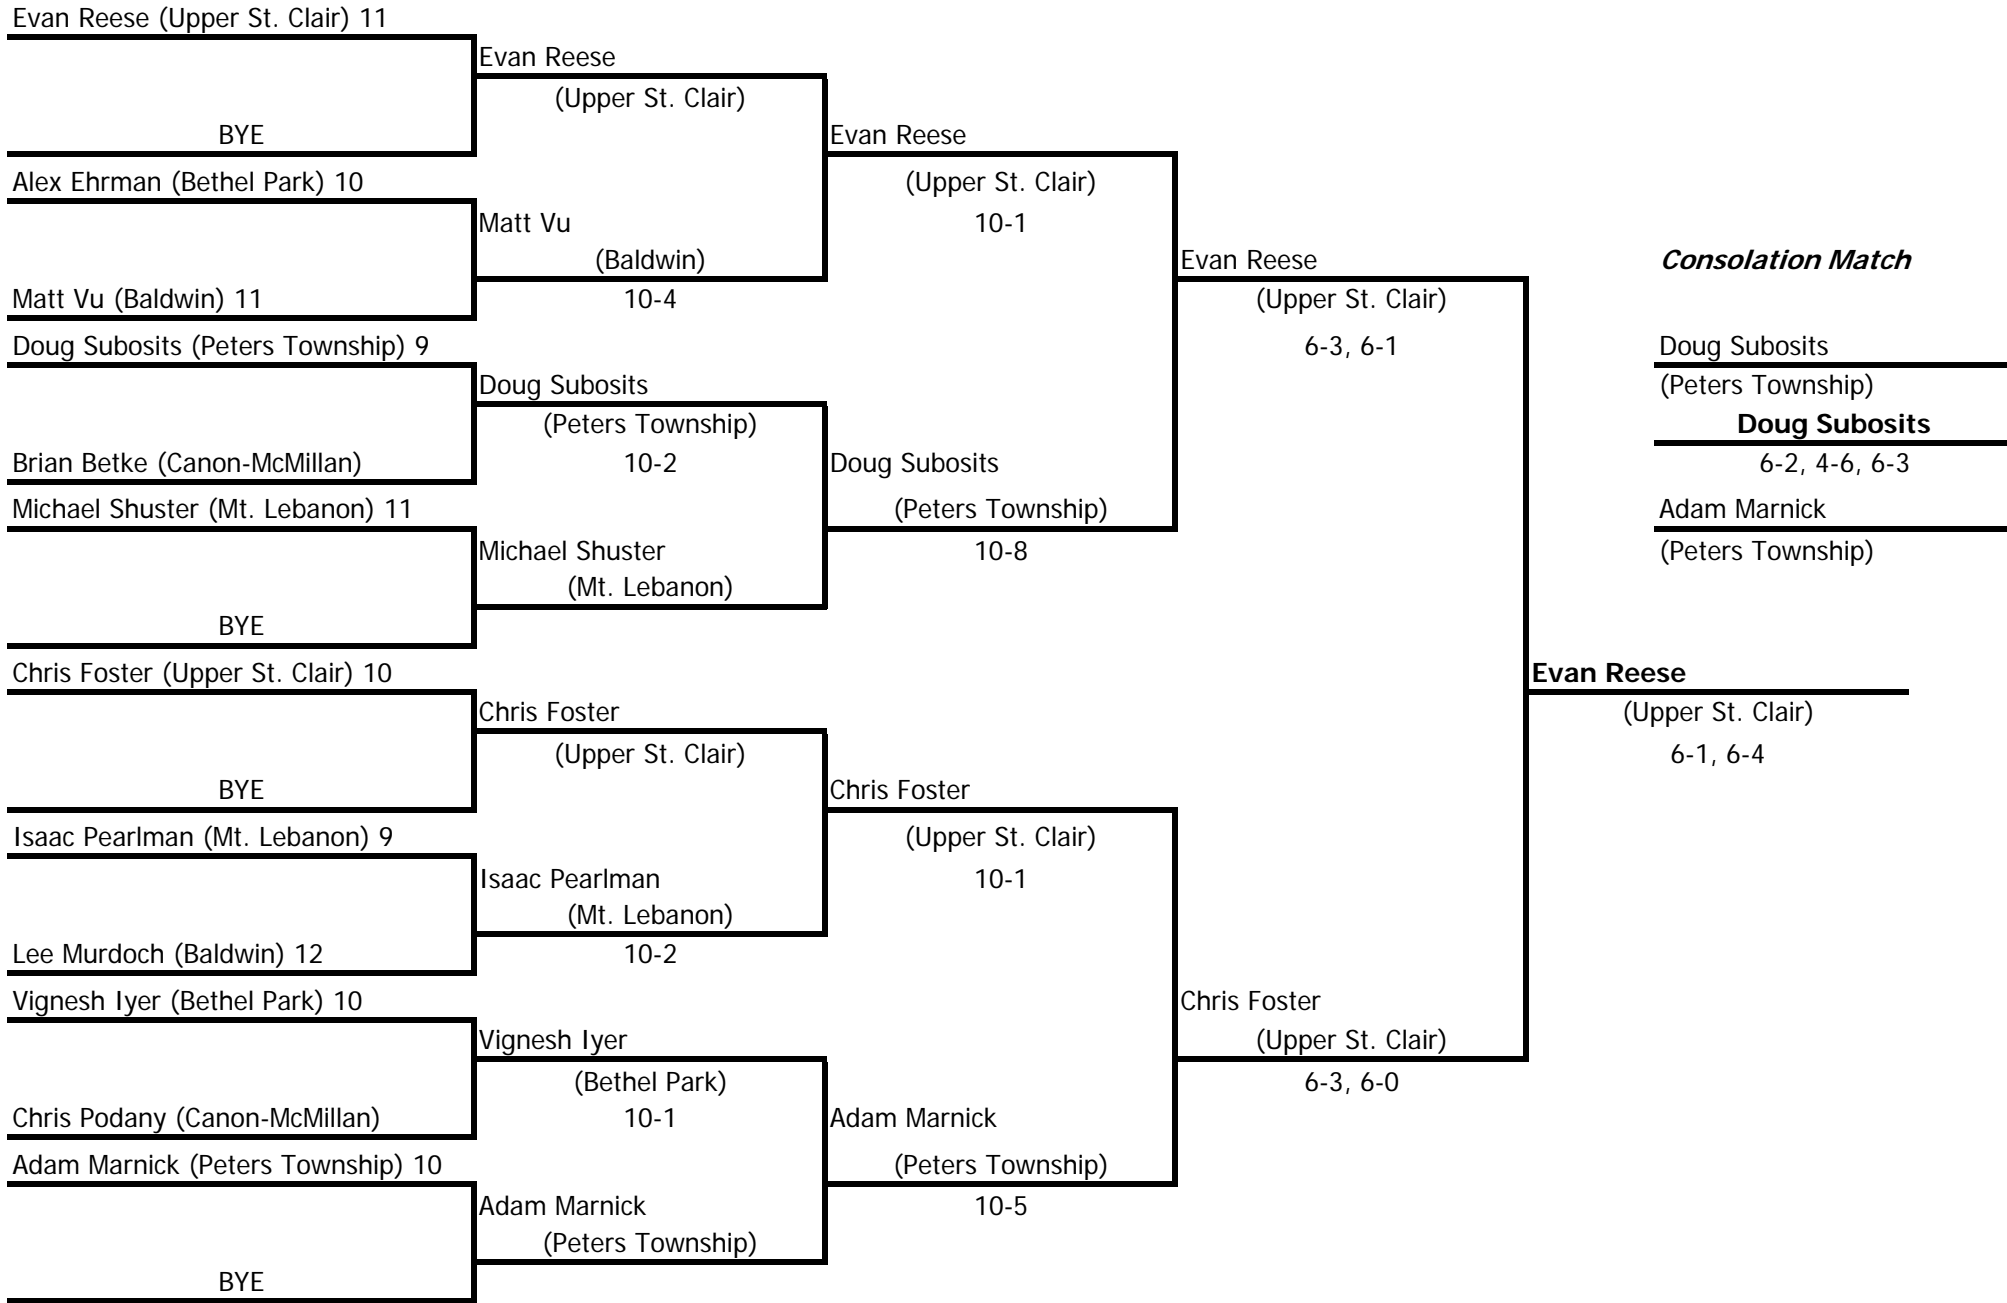 Evan Reese (Upper St. Clair) 11
Evan Reese
(Upper St. Clair)
BYE
Evan Reese
Alex Ehrman (Bethel Park) 10
(Upper St. Clair)
Matt Vu
10-1
(Baldwin)
Evan Reese
Consolation Match
Matt Vu (Baldwin) 11
10-4
(Upper St. Clair)
Doug Subosits (Peters Township) 9
6-3, 6-1
Doug Subosits
Doug Subosits
(Peters Township)
(Peters Township)
Doug Subosits
Brian Betke (Canon-McMillan)
10-2
Doug Subosits
6-2, 4-6, 6-3
Michael Shuster (Mt. Lebanon) 11
(Peters Township)
Adam Marnick
Michael Shuster
10-8
(Peters Township)
(Mt. Lebanon)
BYE
Chris Foster (Upper St. Clair) 10
Evan Reese
Chris Foster
(Upper St. Clair)
(Upper St. Clair)
6-1, 6-4
BYE
Chris Foster
Isaac Pearlman (Mt. Lebanon) 9
(Upper St. Clair)
Isaac Pearlman
10-1
(Mt. Lebanon)
Lee Murdoch (Baldwin) 12
10-2
Vignesh Iyer (Bethel Park) 10
Chris Foster
Vignesh Iyer
(Upper St. Clair)
(Bethel Park)
6-3, 6-0
Chris Podany (Canon-McMillan)
10-1
Adam Marnick
Adam Marnick (Peters Township) 10
(Peters Township)
Adam Marnick
10-5
(Peters Township)
BYE